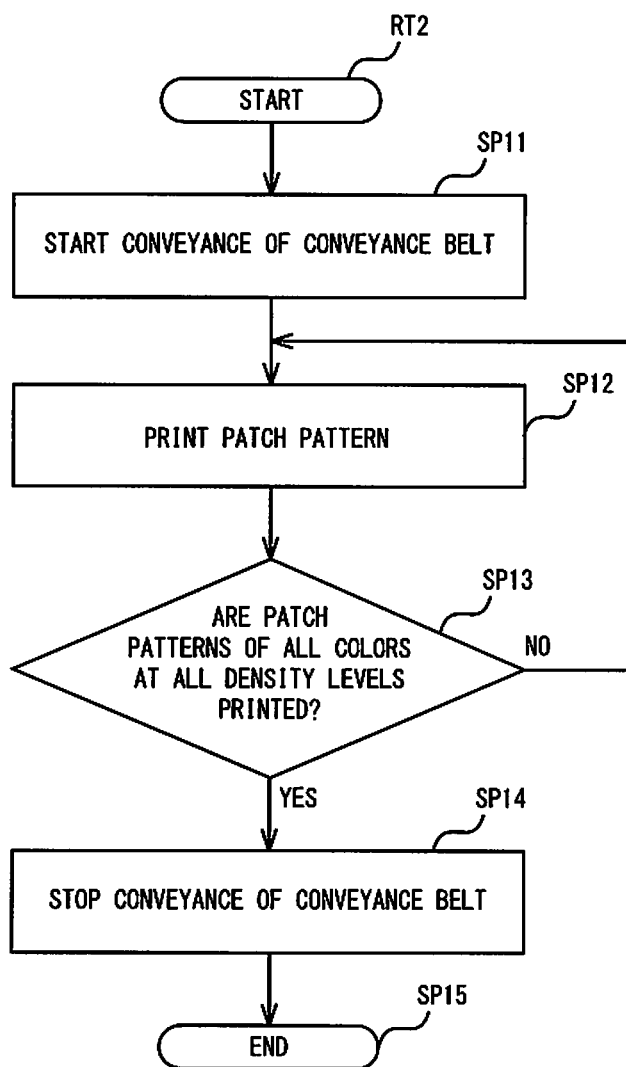 RT2
START
SP11
START CONVEYANCE OF CONVEYANCE BELT
SP12
PRINT PATCH PATTERN
SP13
ARE PATCH
PATTERNS OF ALL COLORS
AT ALL DENSITY LEVELS
PRINTED?
NO
YES
SP14
STOP CONVEYANCE OF CONVEYANCE BELT
SP15
END